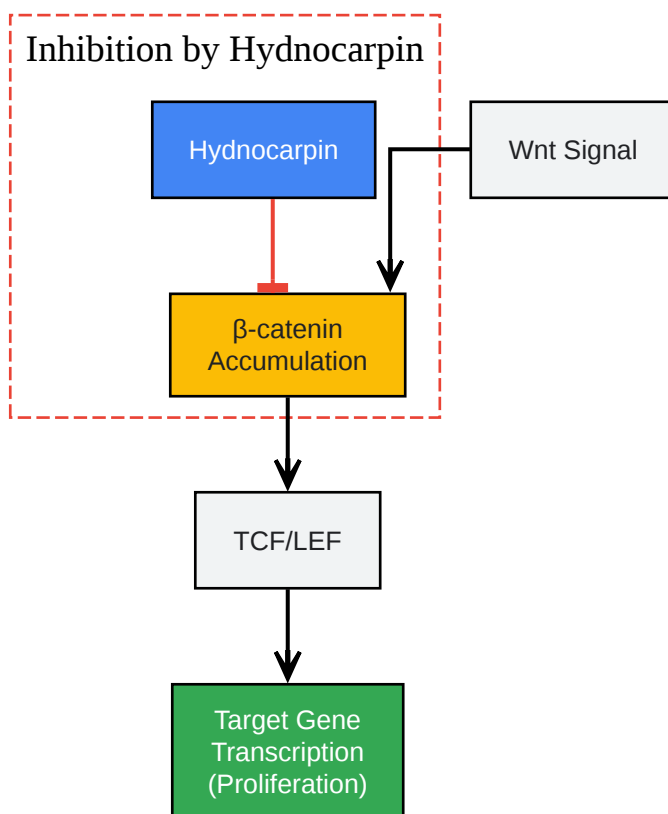 Inhibition by Hydnocarpin
Hydnocarpin
Wnt Signal
β-catenin
Accumulation
TCF/LEF
Target Gene
Transcription
(Proliferation)